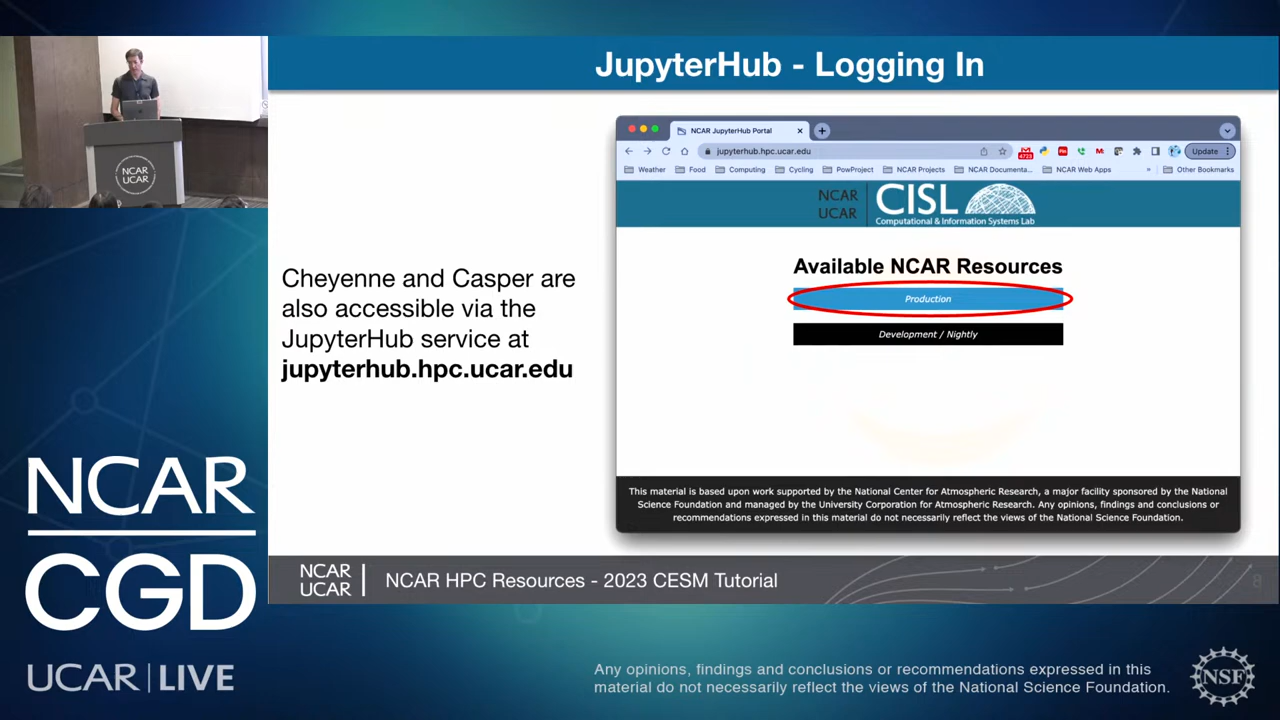 JupyterHub - Logging In
NCAR
UCAR
Cheyenne and Casper are
also accessible via the
JupyterHub service at
jupyterhub.hpc.ucar.edu
NCAR JupyterHub Portal
jupyterhub.hpc.ucar.edu
4723
Update
Weather
Food
Computing
Cycling
PowProject
NCAR Projects
NCAR Documenta...
NCAR Web Apps
»
Other Bookmarks
NCAR
UCAR
CISL
Computational & Information Systems Lab
Available NCAR Resources
Production
Development / Nightly
This material is based upon work supported by the National Center for Atmospheric Research, a major facility sponsored by the National
Science Foundation and managed by the University Corporation for Atmospheric Research. Any opinions, findings and conclusions or
recommendations expressed in this material do not necessarily reflect the views of the National Science Foundation.
NCAR
UCAR
NCAR HPC Resources - 2023 CESM Tutorial
8
NCAR
CGD
UCAR | LIVE
Any opinions, findings and conclusions or recommendations expressed in this
material do not necessarily reflect the views of the National Science Foundation.
NSF